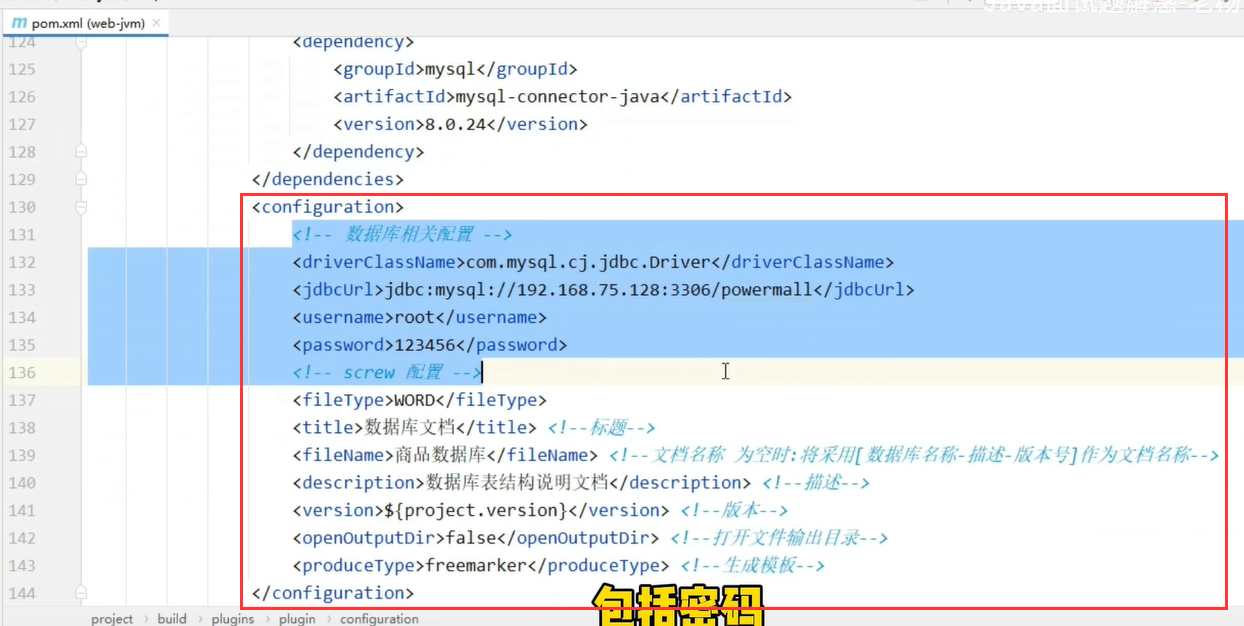 pom.xml (web-jvm)
124 <dependency>
125 <groupId>mysql</groupId>
126 <artifactId>mysql-connector-java</artifactId>
127 <version>8.0.24</version>
128 </dependency>
129 </dependencies>
130 <configuration>
131 <!-- 数据库相关配置 -->
132 <driverClassName>com.mysql.cj.jdbc.Driver</driverClassName>
133 <jdbcUrl>jdbc:mysql://192.168.75.128:3306/powermall</jdbcUrl>
134 <username>root</username>
135 <password>123456</password>
136 <!-- screw 配置 -->
137 <fileType>WORD</fileType>
138 <title>数据库文档</title> <!--标题-->
139 <fileName>商品数据库</fileName> <!--文档名称 为空时:将采用[数据库名称-描述-版本号]作为文档名称-->
140 <description>数据库表结构说明文档</description> <!--描述-->
141 <version>${project.version}</version> <!--版本-->
142 <openOutputDir>false</openOutputDir> <!--打开文件输出目录-->
143 <produceType>freemarker</produceType> <!--生成模板-->
144 </configuration>
包括密码
project › build › plugins › plugin › configuration